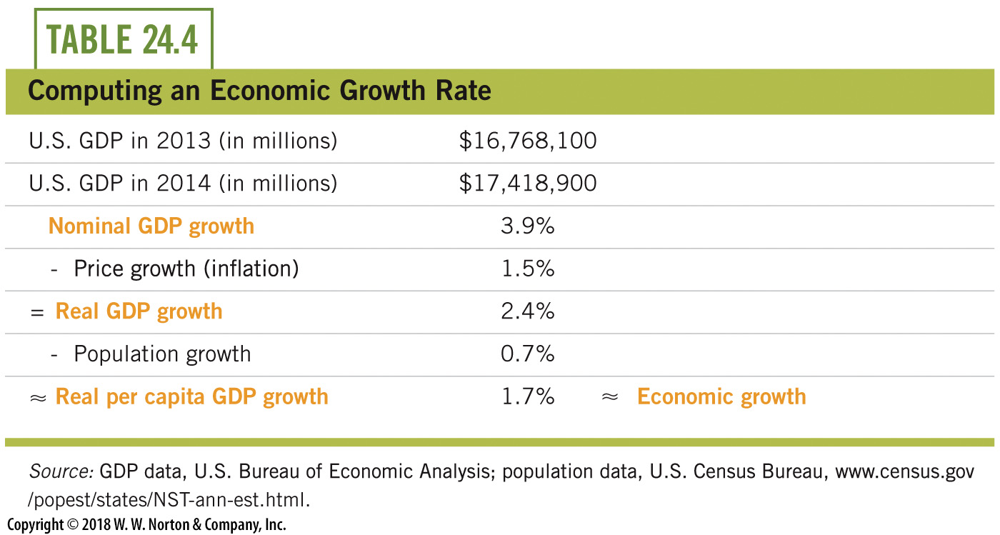 TABLE 24.4
Computing an Economic Growth Rate
U.S. GDP in 2013 (in millions) $16,768,100
U.S. GDP in 2014 (in millions) $17,418,900
Nominal GDP growth 3.9%
- Price growth (inflation) 1.5%
= Real GDP growth 2.4%
- Population growth 0.7%
≈ Real per capita GDP growth 1.7% ≈ Economic growth
Source: GDP data, U.S. Bureau of Economic Analysis; population data, U.S. Census Bureau, www.census.gov
/popest/states/NST-ann-est.html.
Copyright © 2018 W. W. Norton & Company, Inc.